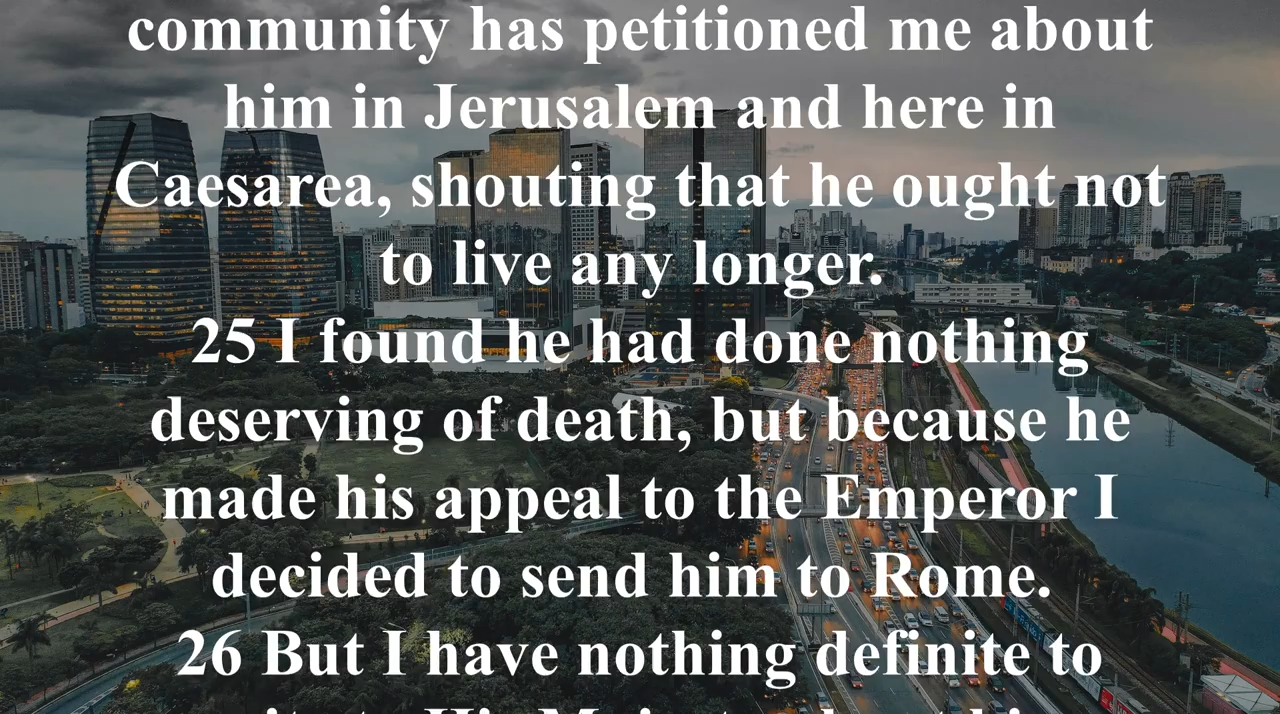 community has petitioned me about
him in Jerusalem and here in
Caesarea, shouting that he ought not
to live any longer.
25 I found he had done nothing
deserving of death, but because he
made his appeal to the Emperor I
decided to send him to Rome.
26 But I have nothing definite to